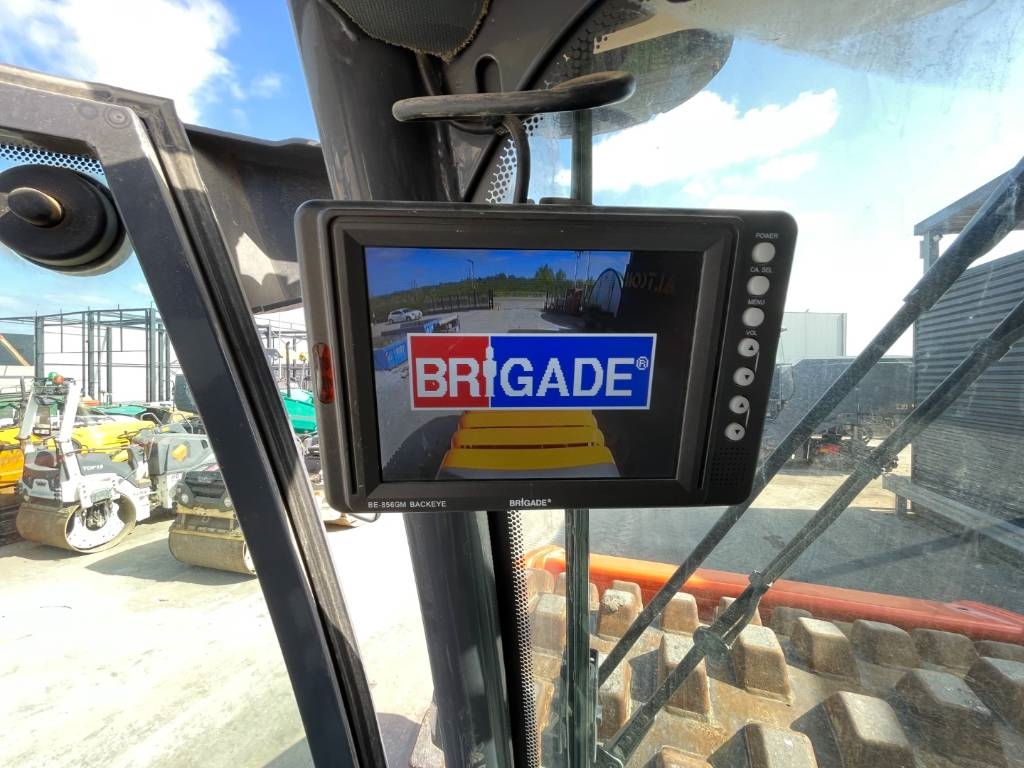 POWER
CA. SEL
MENU
VOL
BRIGADE®
BE-856GM BACKEYE
BRIGADE®